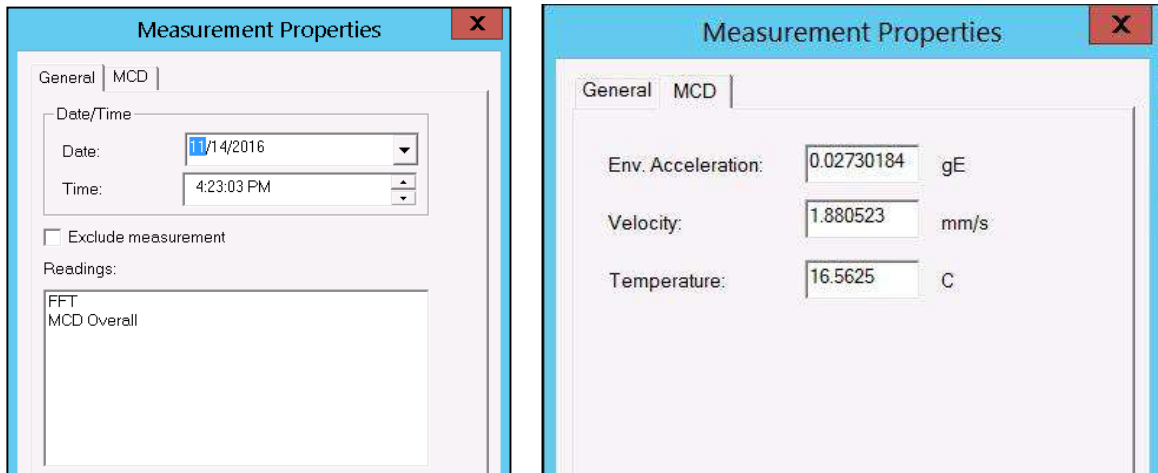 Measurement Properties X
General MCD
Date/Time
Date: 11/14/2016
Time: 4:23:03 PM
Exclude measurement
Readings:
FFT
MCD Overall
Measurement Properties X
General MCD
Env. Acceleration: 0.02730184 gE
Velocity: 1.880523 mm/s
Temperature: 16.5625 C